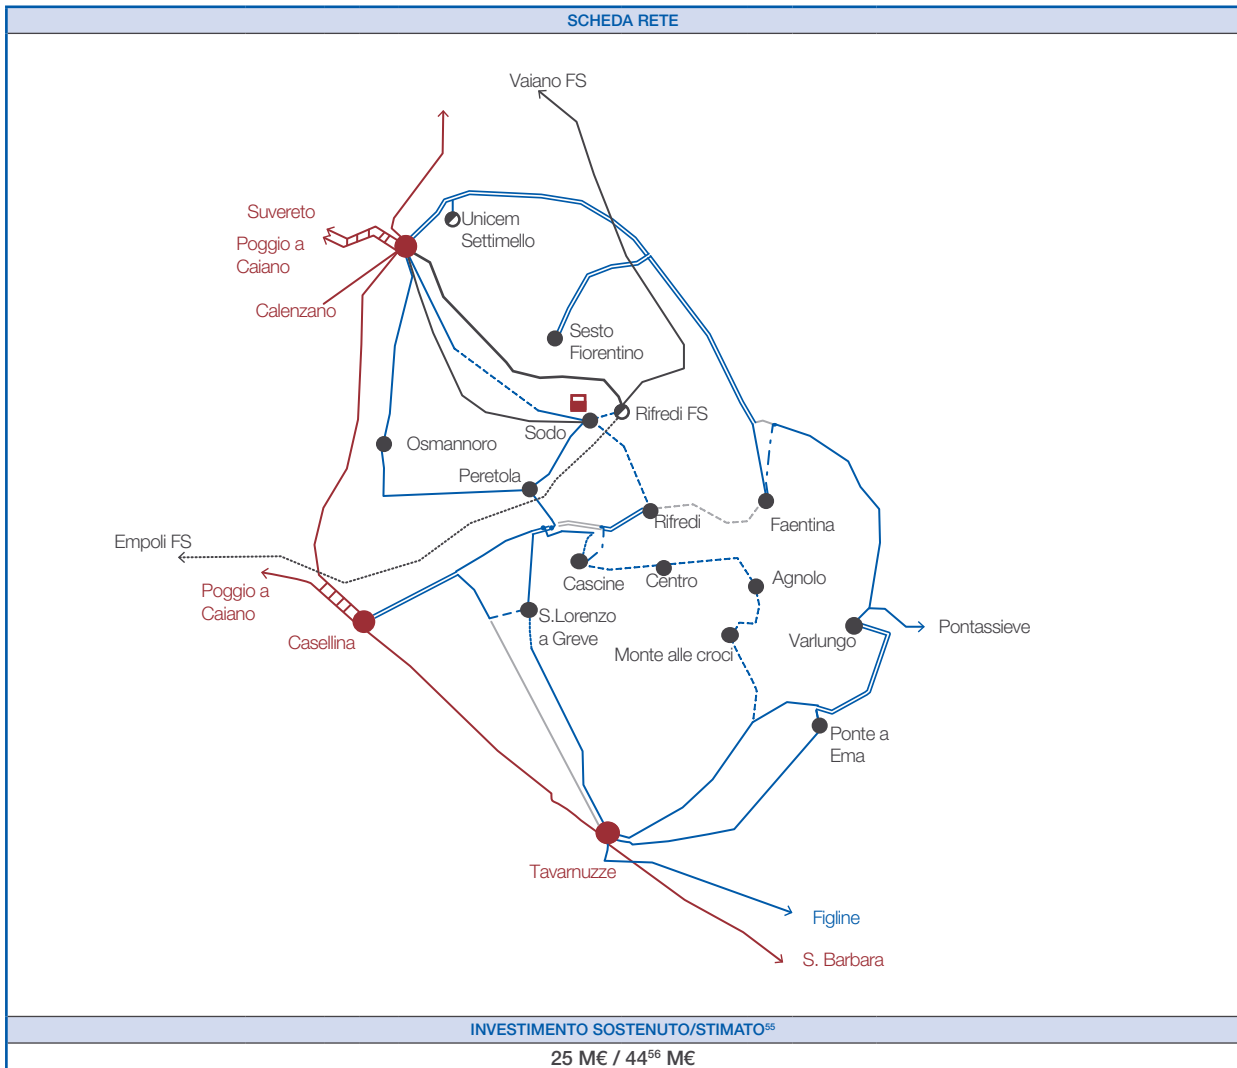 SCHEDA RETE
Vaiano FS
Suvereto
Unicem
Settimello
Poggio a
Caiano
Calenzano
Sesto
Fiorentino
Rifredi FS
Sodo
Osmannoro
Peretola
Rifredi
Faentina
Empoli FS
Cascine
Centro
Agnolo
Poggio a
Caiano
S.Lorenzo
a Greve
Casellina
Monte alle croci
Varlungo
Pontassieve
Ponte a
Ema
Tavarnuzze
Figline
S. Barbara
INVESTIMENTO SOSTENUTO/STIMATO⁵⁵
25 M€ / 44⁵⁶ M€